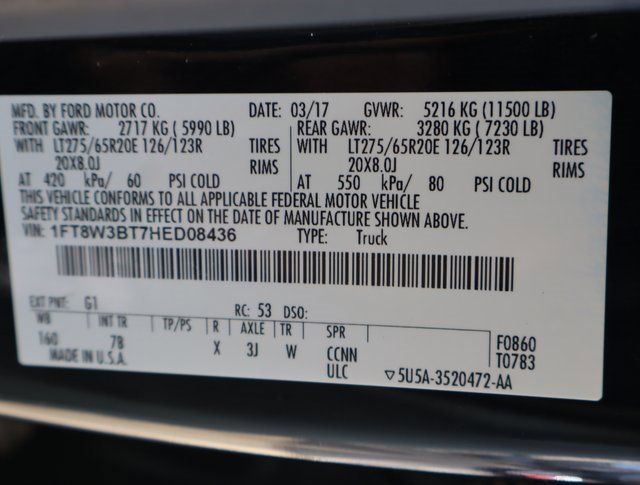 MFD. BY FORD MOTOR CO. DATE: 03/17 GVWR: 5216 KG (11500 LB)
FRONT GAWR: 2717 KG ( 5990 LB) REAR GAWR: 3280 KG ( 7230 LB)
WITH LT275/65R20E 126/123R TIRES WITH LT275/65R20E 126/123R TIRES
20X8.0J RIMS 20X8.0J RIMS
AT 420 kPa/ 60 PSI COLD AT 550 kPa/ 80 PSI COLD
THIS VEHICLE CONFORMS TO ALL APPLICABLE FEDERAL MOTOR VEHICLE
SAFETY STANDARDS IN EFFECT ON THE DATE OF MANUFACTURE SHOWN ABOVE.
VIN: 1FT8W3BT7HED08436 TYPE: Truck
EXT PNT: G1 RC: 53 DSO:
WB INT TR TP/PS R AXLE TR SPR F0860
160 7B X 3J W CCNN T0783
MADE IN U.S.A. ULC ▽5U5A-3520472-AA